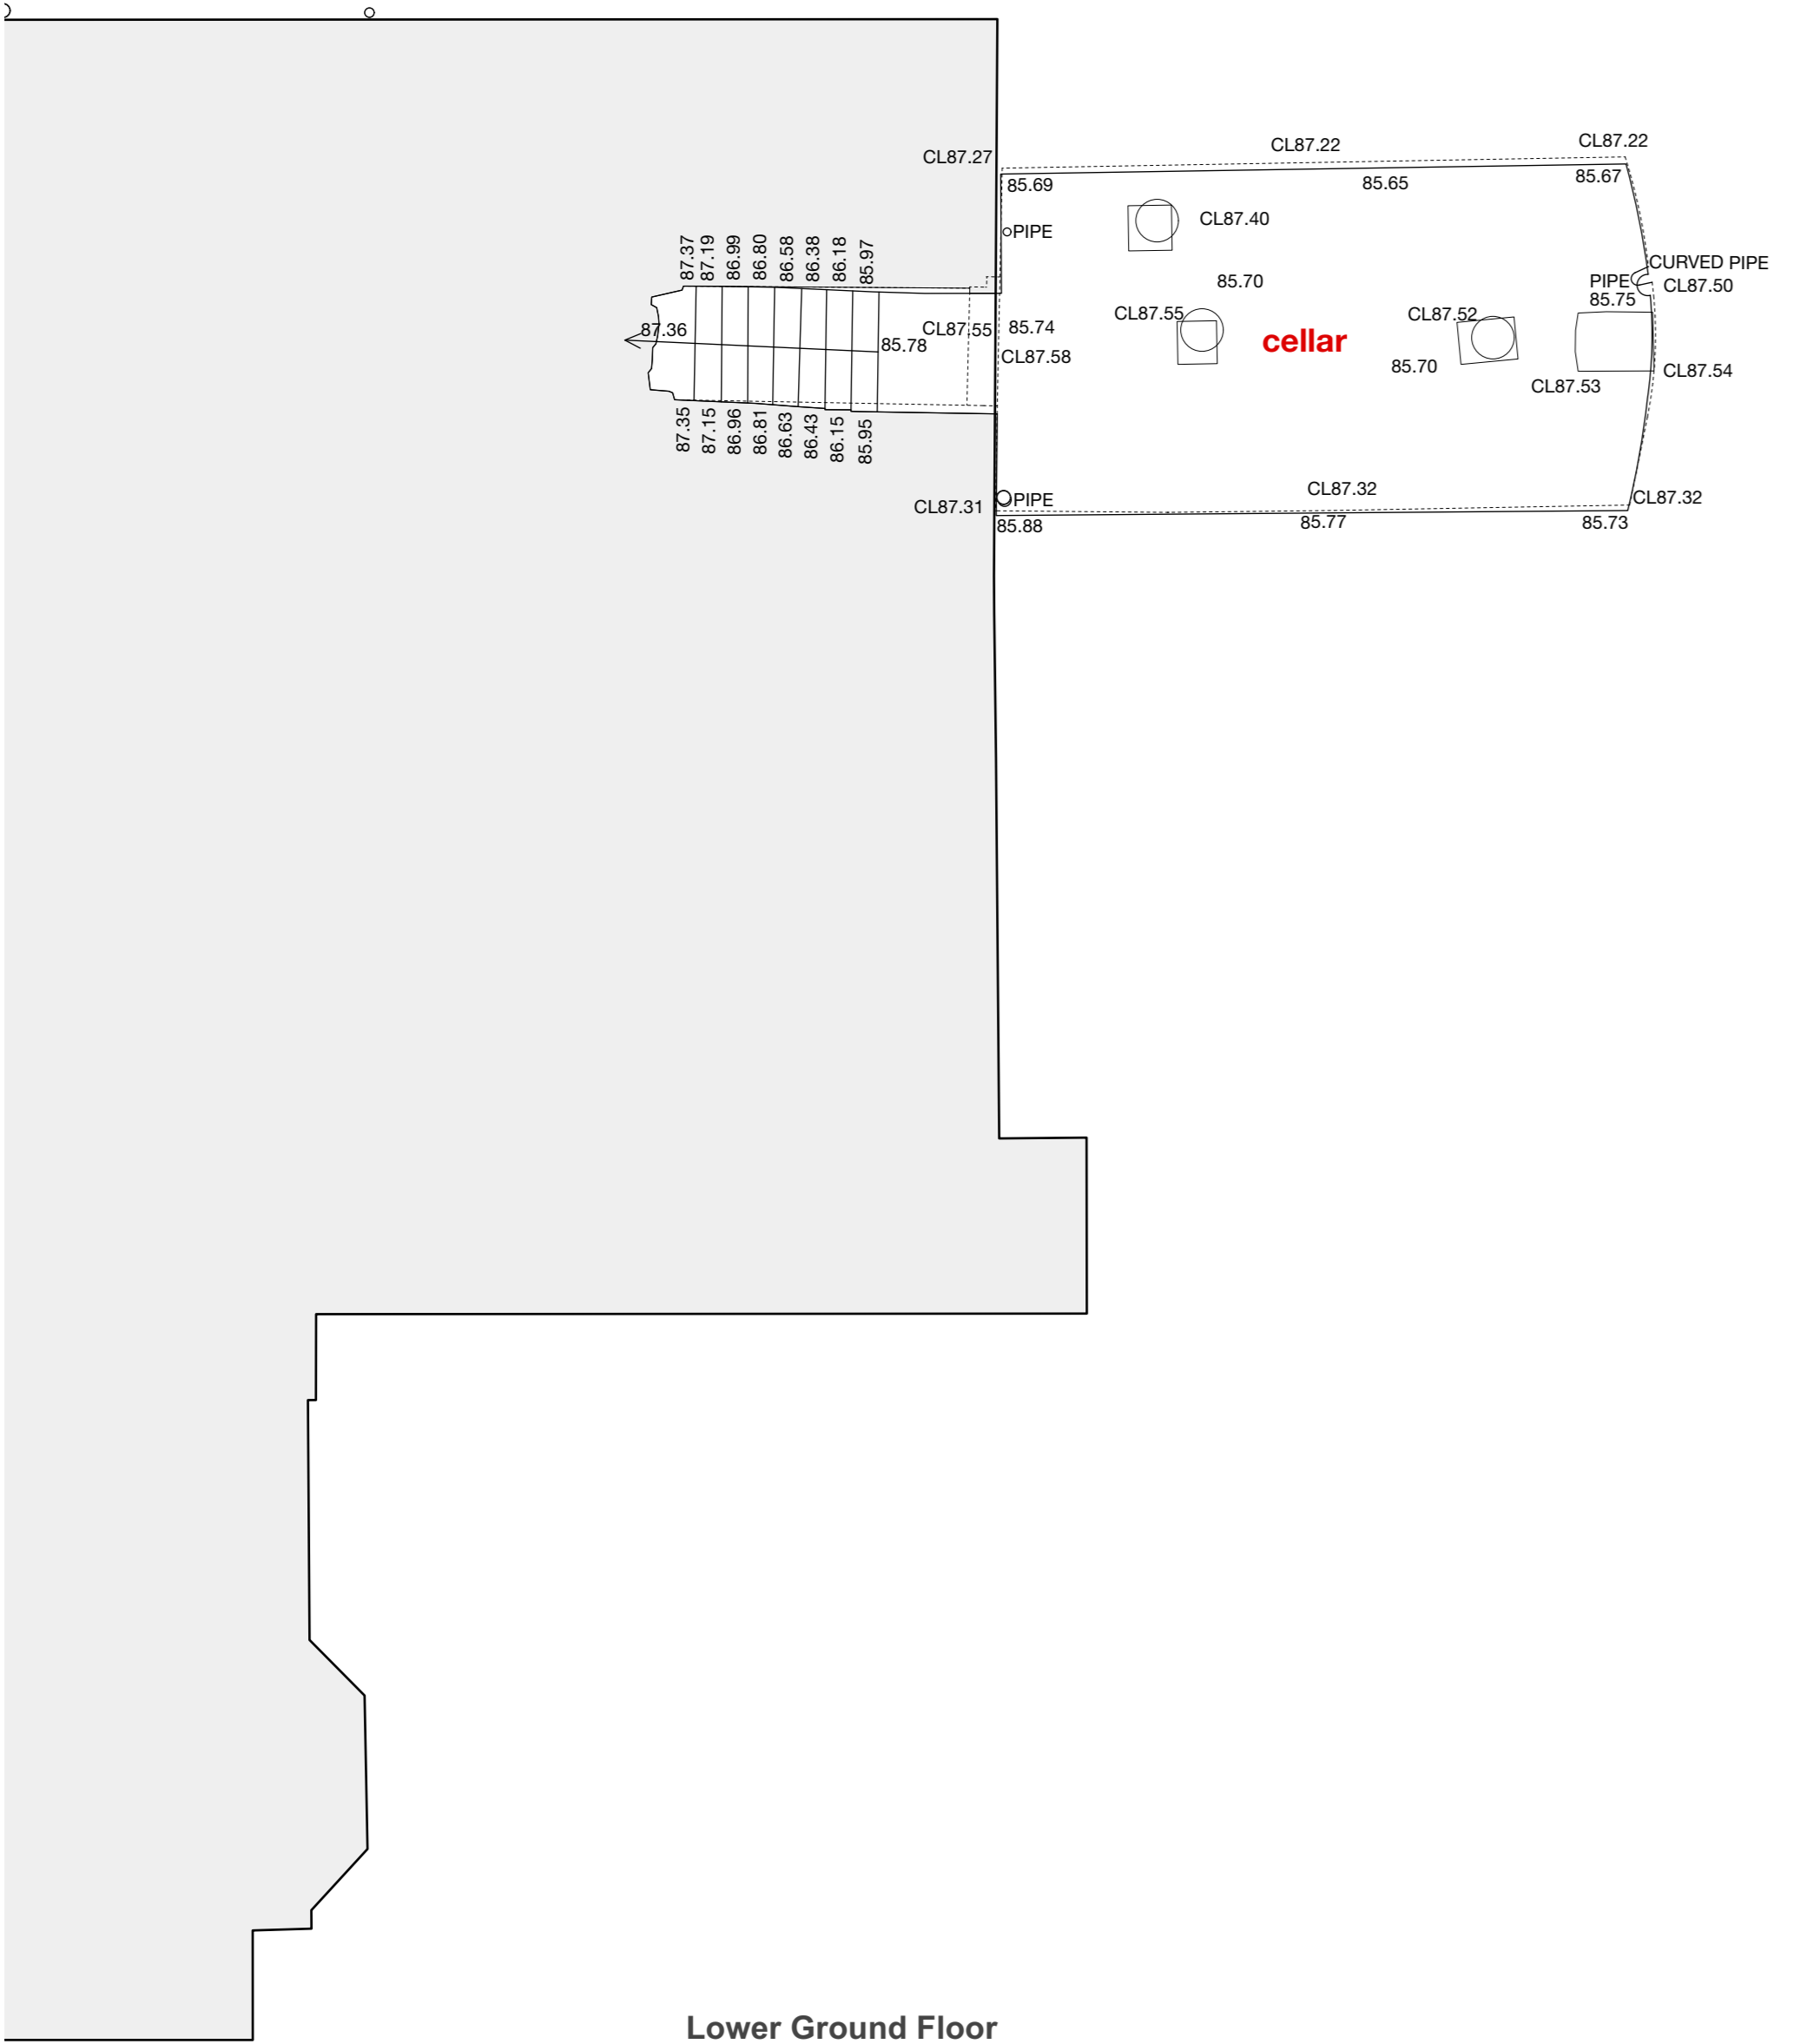 CL87.22
CL87.22
CL87.27
85.69
85.65
85.67
CL87.40
PIPE
87.37
87.19
86.99
86.80
86.58
86.38
86.18
85.97
CURVED PIPE
PIPE
CL87.50
85.70
85.75
CL87.55
CL87.52
87.36
CL87.55
85.74
cellar
85.78
CL87.58
85.70
CL87.54
CL87.53
87.35
87.15
86.96
86.81
86.63
86.43
86.15
85.95
CL87.32
CL87.32
PIPE
CL87.31
85.88
85.77
85.73
Lower Ground Floor